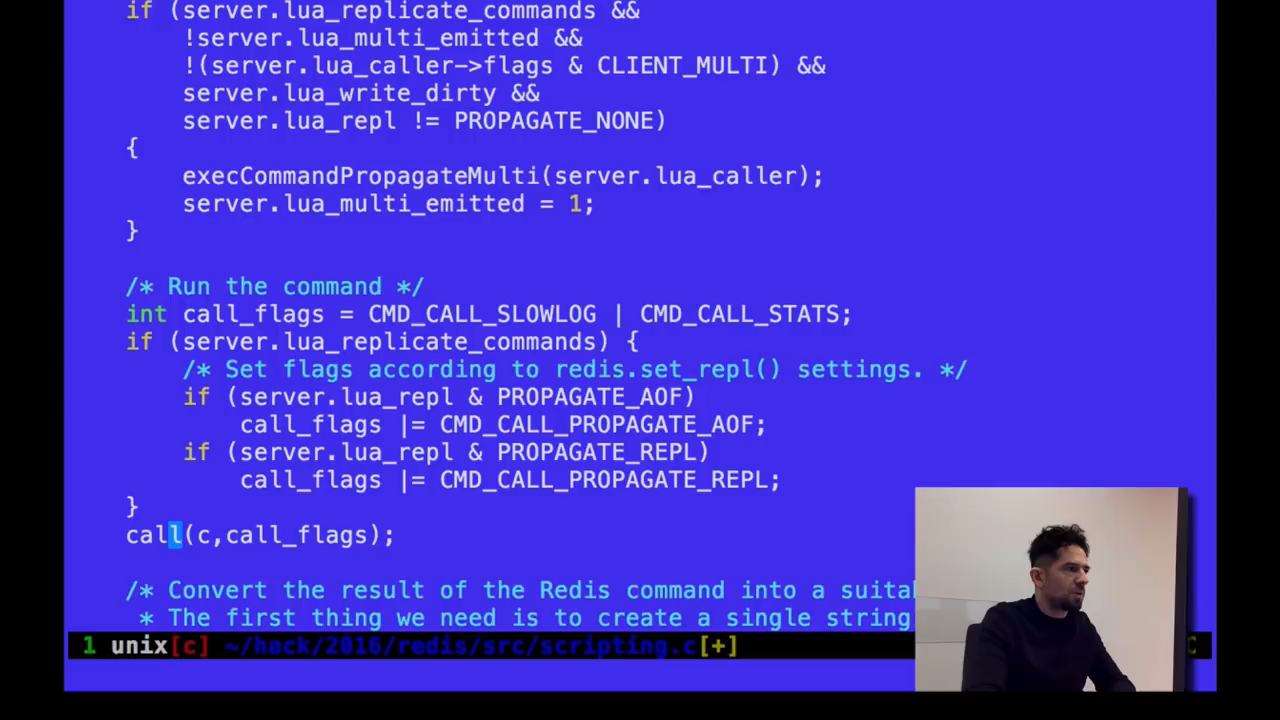 if (server.lua_replicate_commands &&
!server.lua_multi_emitted &&
!(server.lua_caller->flags & CLIENT_MULTI) &&
server.lua_write_dirty &&
server.lua_repl != PROPAGATE_NONE)
{
execCommandPropagateMulti(server.lua_caller);
server.lua_multi_emitted = 1;
}
/* Run the command */
int call_flags = CMD_CALL_SLOWLOG | CMD_CALL_STATS;
if (server.lua_replicate_commands) {
/* Set flags according to redis.set_repl() settings. */
if (server.lua_repl & PROPAGATE_AOF)
call_flags |= CMD_CALL_PROPAGATE_AOF;
if (server.lua_repl & PROPAGATE_REPL)
call_flags |= CMD_CALL_PROPAGATE_REPL;
}
call(c,call_flags);
/* Convert the result of the Redis command into a
* The first thing we need is to create a single string
1 unix[c] ~/hack/2016/redis/src/scripting.c[+]